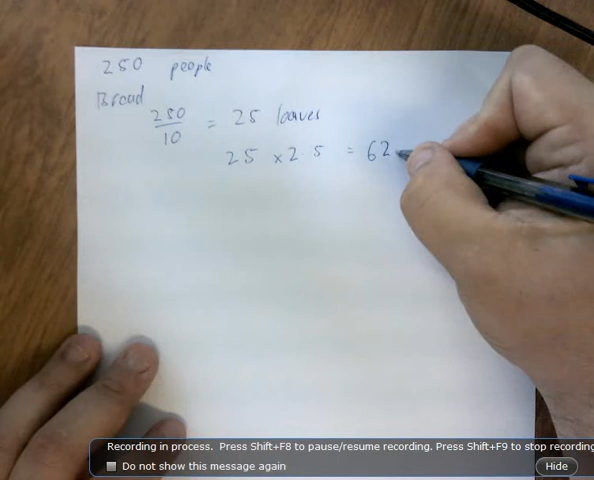 250 people
Bread
250
10
= 25 loaves
25 × 2.5 = 62
Recording in process. Press Shift+F8 to pause/resume recording. Press Shift+F9 to stop recording
Do not show this message again
Hide